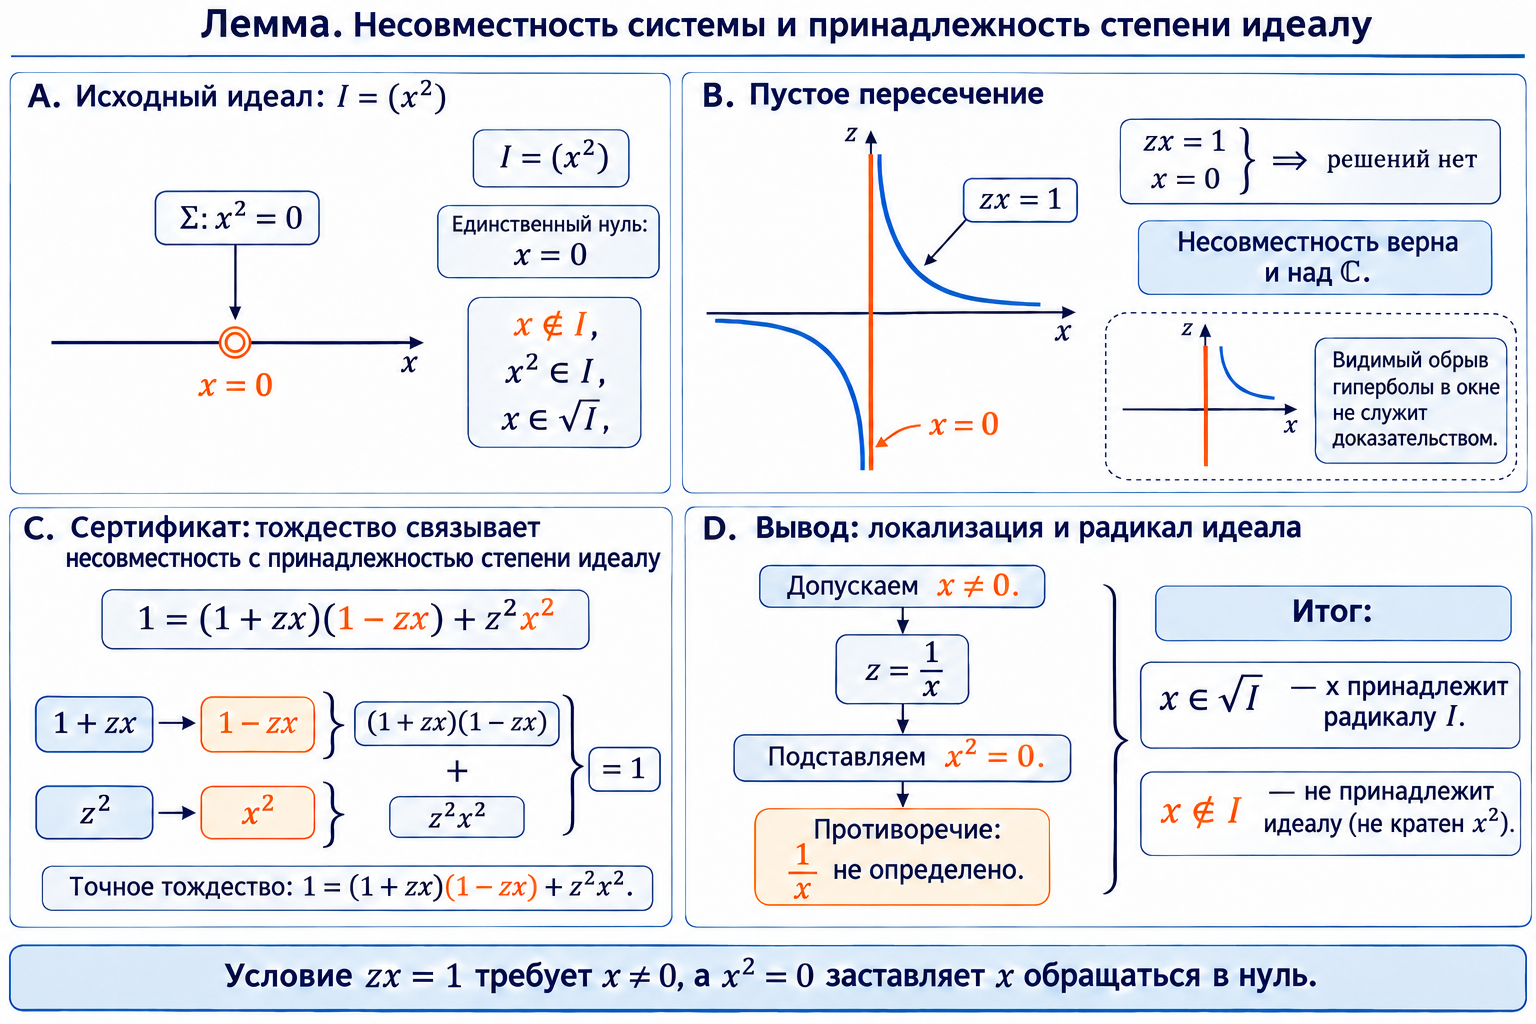 Лемма. Несовместность системы и принадлежность степени идеалу
A. Исходный идеал: I = (x²)
I = (x²)
Σ: x² = 0
Единственный нуль:
x = 0
x ∉ I,
x² ∈ I,
x ∈ √I,
x
x = 0
B. Пустое пересечение
z
zx = 1
x
x = 0
zx = 1
x = 0
} ⇒ решений нет
Несовместность верна
и над ℂ.
z
x
Видимый обрыв
гиперболы в окне
не служит
доказательством.
C. Сертификат: тождество связывает
несовместность с принадлежностью степени идеалу
1 = (1 + zx)(1 − zx) + z²x²
1 + zx → 1 − zx } (1 + zx)(1 − zx)
+
} = 1
z² → x² } z²x²
Точное тождество: 1 = (1 + zx)(1 − zx) + z²x².
D. Вывод: локализация и радикал идеала
Допускаем x ≠ 0.
z = 1/x
Подставляем x² = 0.
Противоречие:
1/x не определено.
Итог:
x ∈ √I — x принадлежит
радикалу I.
x ∉ I — не принадлежит
идеалу (не кратен x²).
Условие zx = 1 требует x ≠ 0, а x² = 0 заставляет x обращаться в нуль.